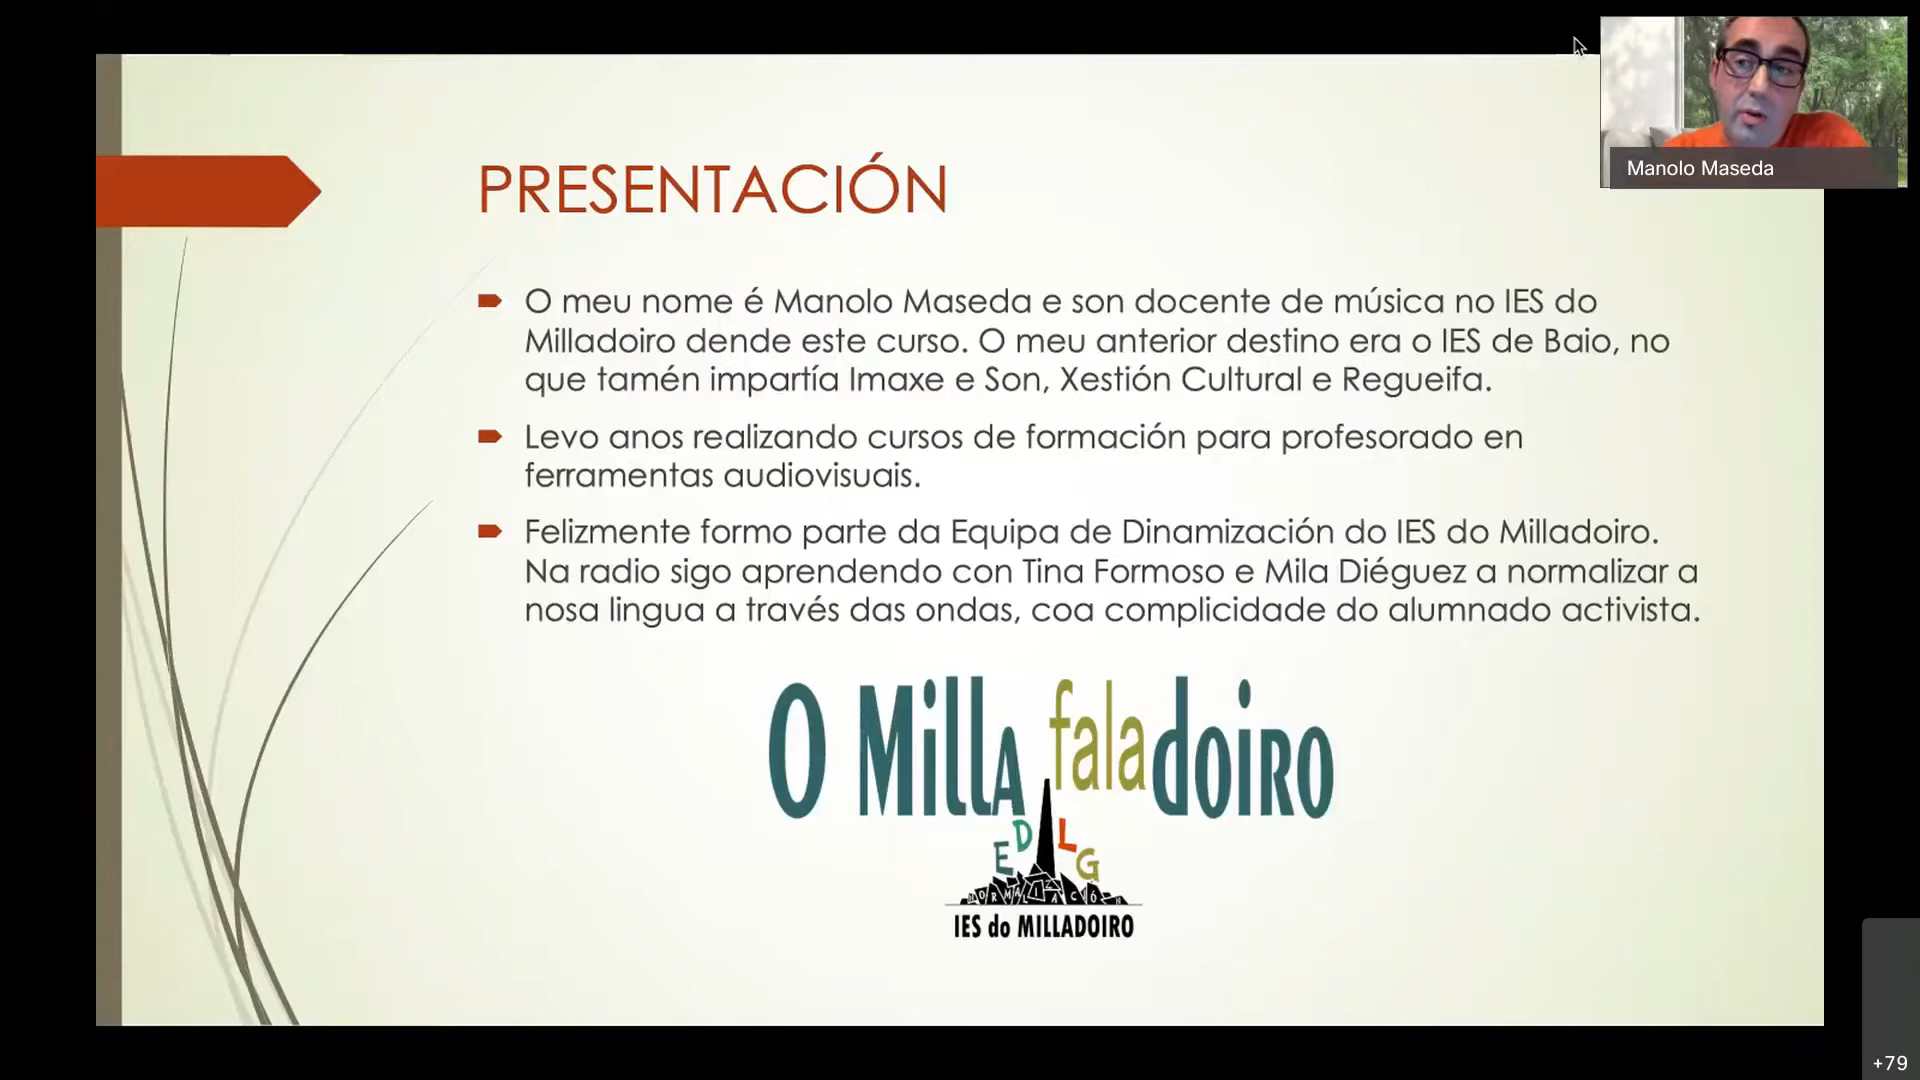 Manolo Maseda
PRESENTACIÓN
O meu nome é Manolo Maseda e son docente de música no IES do
Milladoiro dende este curso. O meu anterior destino era o IES de Baio, no
que tamén impartía Imaxe e Son, Xestión Cultural e Regueifa.
Levo anos realizando cursos de formación para profesorado en
ferramentas audiovisuais.
Felizmente formo parte da Equipa de Dinamización do IES do Milladoiro.
Na radio sigo aprendendo con Tina Formoso e Mila Diéguez a normalizar a
nosa lingua a través das ondas, coa complicidade do alumnado activista.
O MillA faladoiRO
EDLG
NORMALIZACIÓN
IES do MILLADOIRO
+79